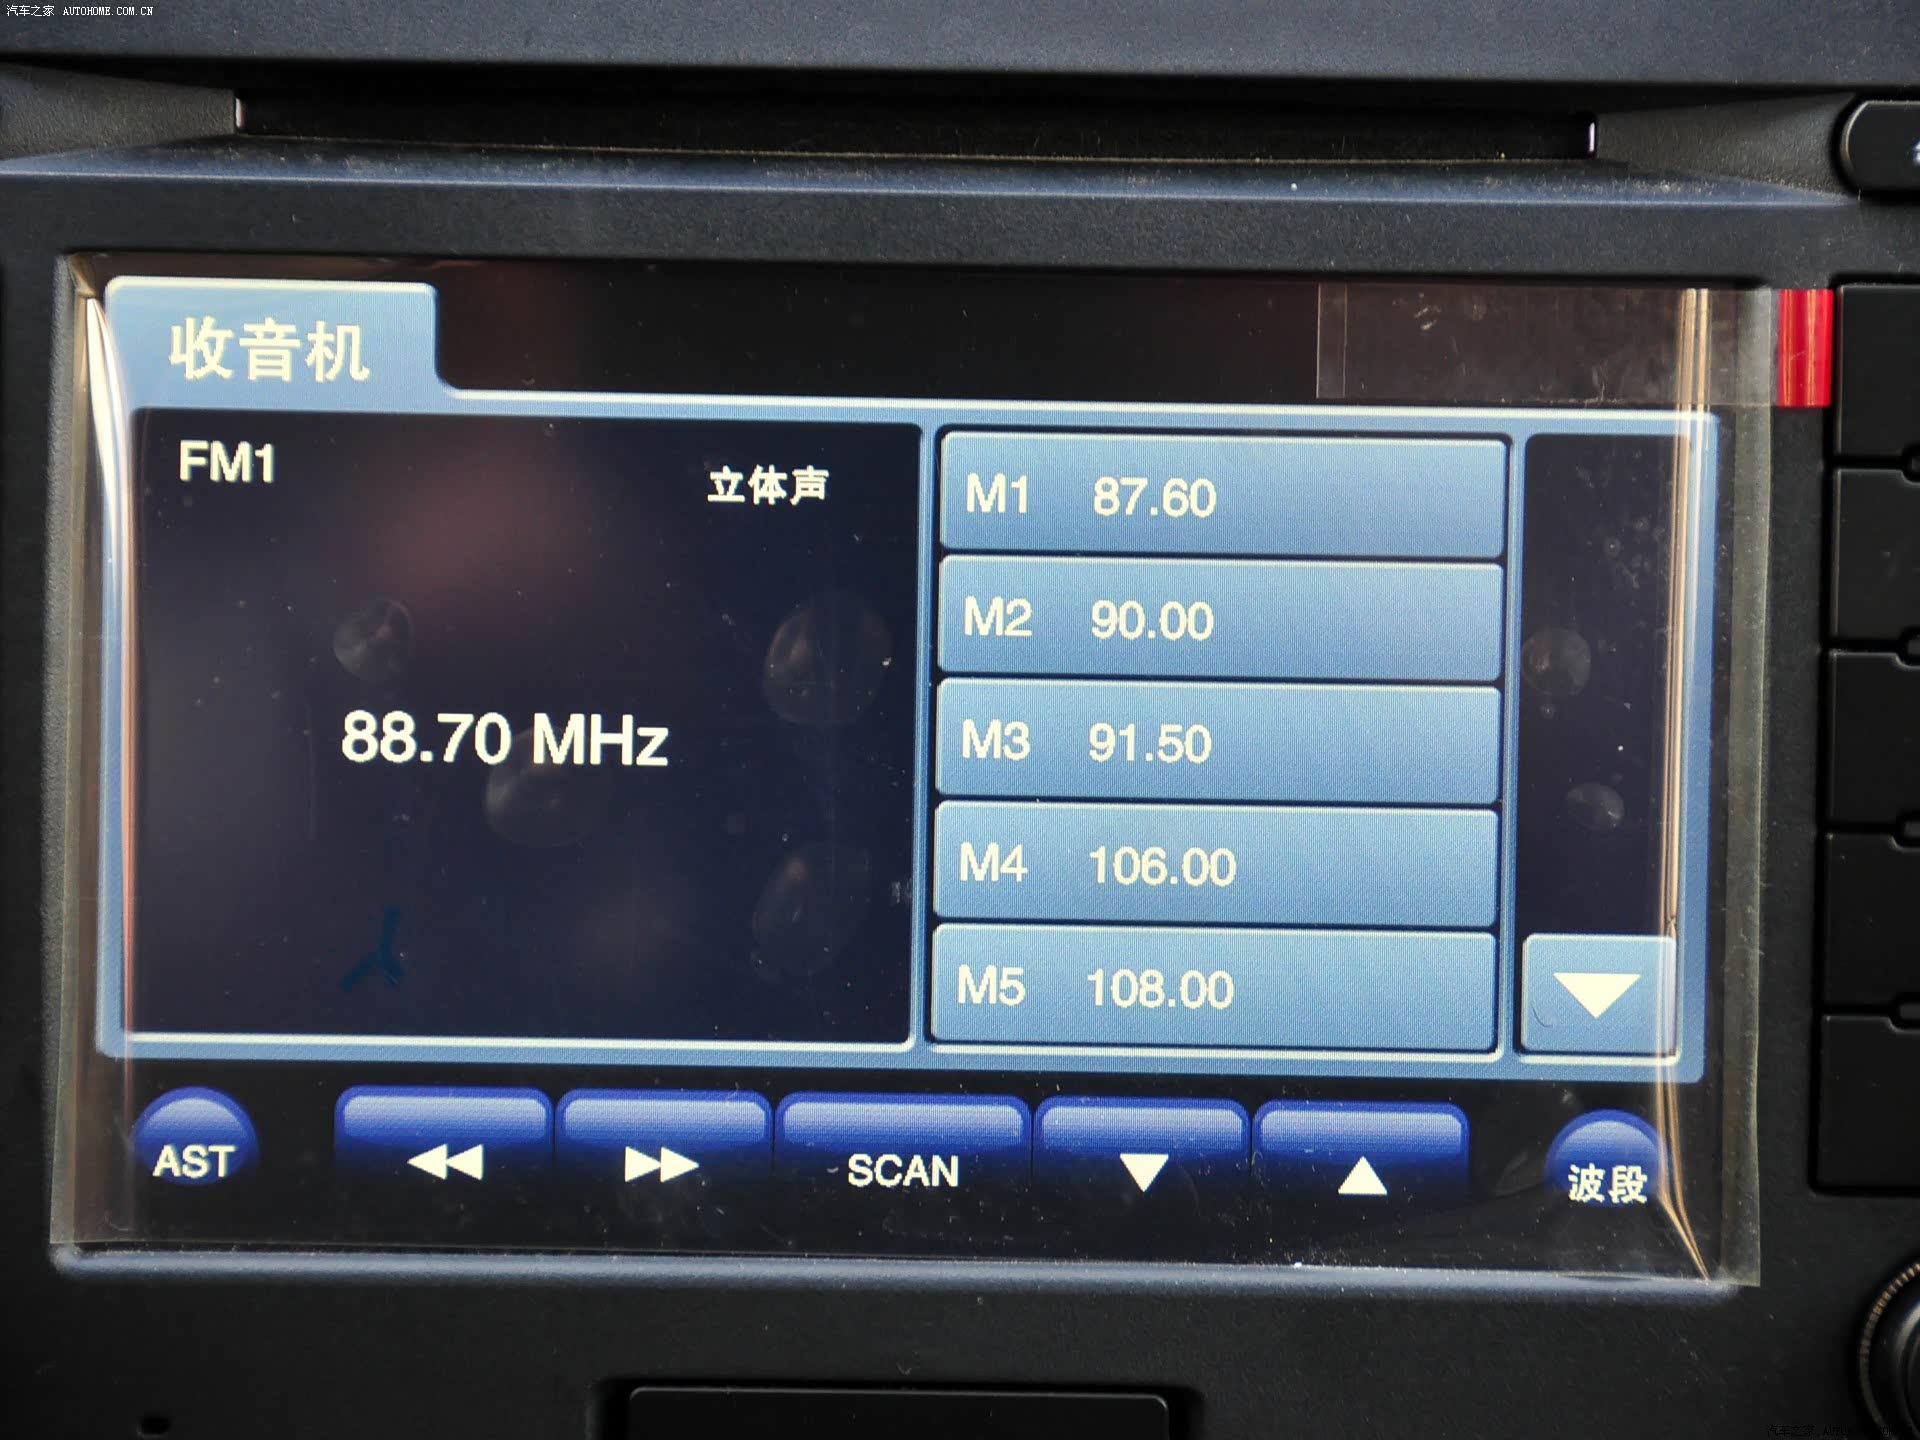 汽车之家 AUTOHOME.COM.CN
收音机
FM1
立体声
88.70 MHz
M1 87.60
M2 90.00
M3 91.50
M4 106.00
M5 108.00
AST
SCAN
波段